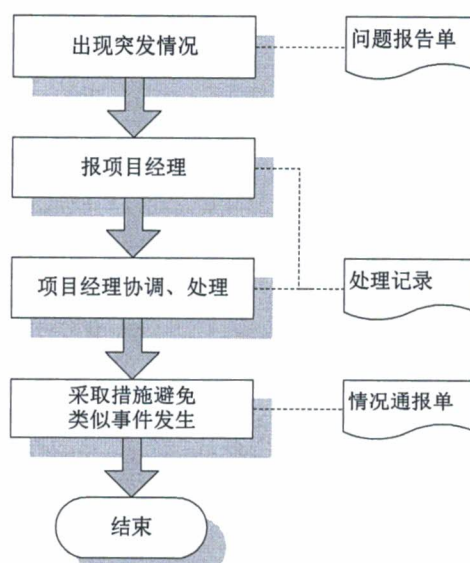 出现突发情况
问题报告单
报项目经理
项目经理协调、处理
处理记录
采取措施避免
类似事件发生
情况通报单
结束